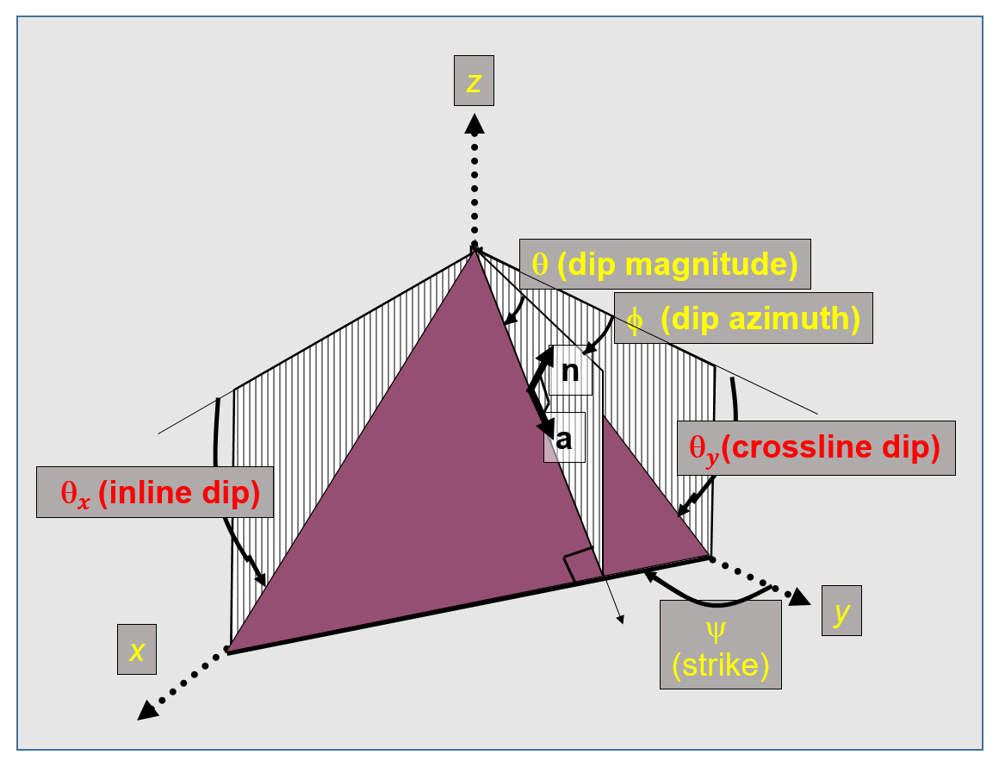 z
θ (dip magnitude)
ϕ (dip azimuth)
n
a
θy(crossline dip)
θx (inline dip)
y
ψ
(strike)
x